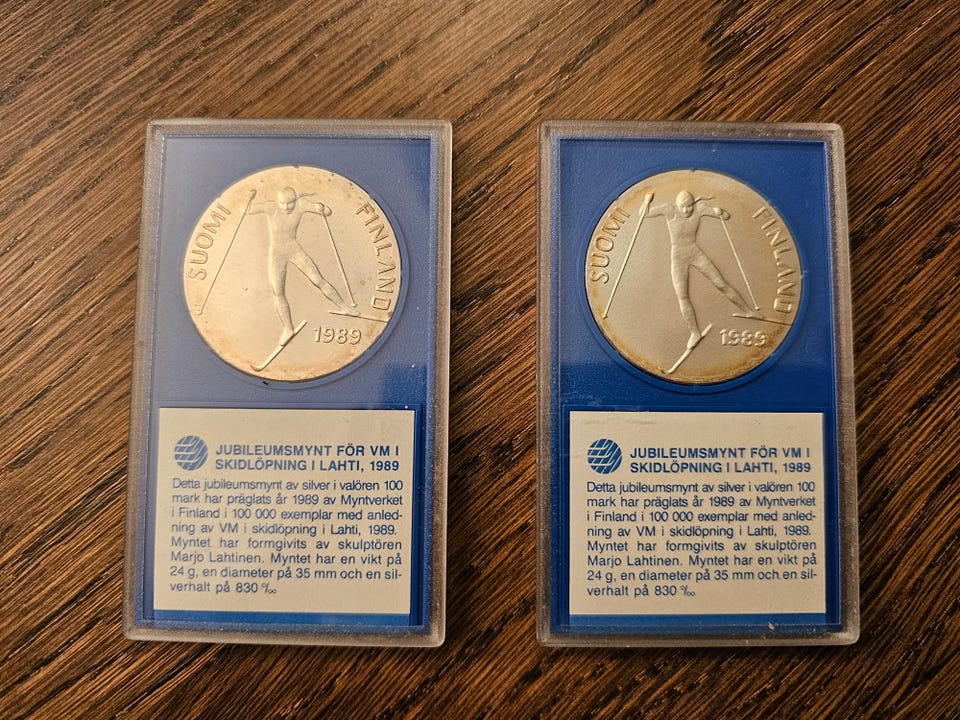 SUOMI
FINLAND
1989
JUBILEUMSMYNT FÖR VM I
SKIDLÖPNING I LAHTI, 1989
Detta jubileumsmynt av silver i valören 100
mark har präglats år 1989 av Myntverket
i Finland i 100 000 exemplar med anled-
ning av VM i skidlöpning i Lahti, 1989.
Myntet har formgivits av skulptören
Marjo Lahtinen. Myntet har en vikt på
24 g, en diameter på 35 mm och en sil-
verhalt på 830 ‰
SUOMI
FINLAND
1989
JUBILEUMSMYNT FÖR VM I
SKIDLÖPNING I LAHTI, 1989
Detta jubileumsmynt av silver i valören 100
mark har präglats år 1989 av Myntverket
i Finland i 100 000 exemplar med anled-
ning av VM i skidlöpning i Lahti, 1989.
Myntet har formgivits av skulptören
Marjo Lahtinen. Myntet har en vikt på
24 g, en diameter på 35 mm och en sil-
verhalt på 830 ‰